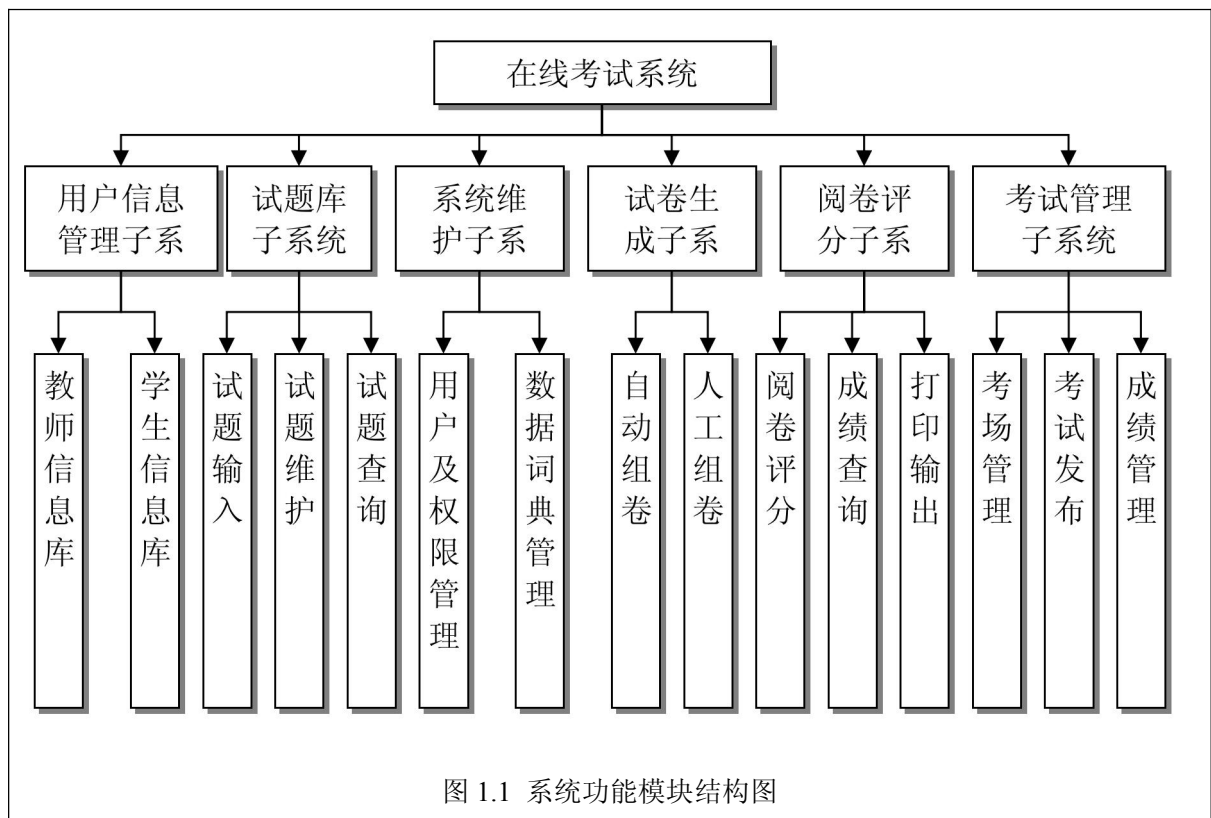 在线考试系统
用户信息
管理子系
试题库
子系统
系统维
护子系
试卷生
成子系
阅卷评
分子系
考试管理
子系统
教师信息库
学生信息库
试题输入
试题维护
试题查询
用户及权限管理
数据词典管理
自动组卷
人工组卷
阅卷评分
成绩查询
打印输出
考场管理
考试发布
成绩管理
图 1.1 系统功能模块结构图